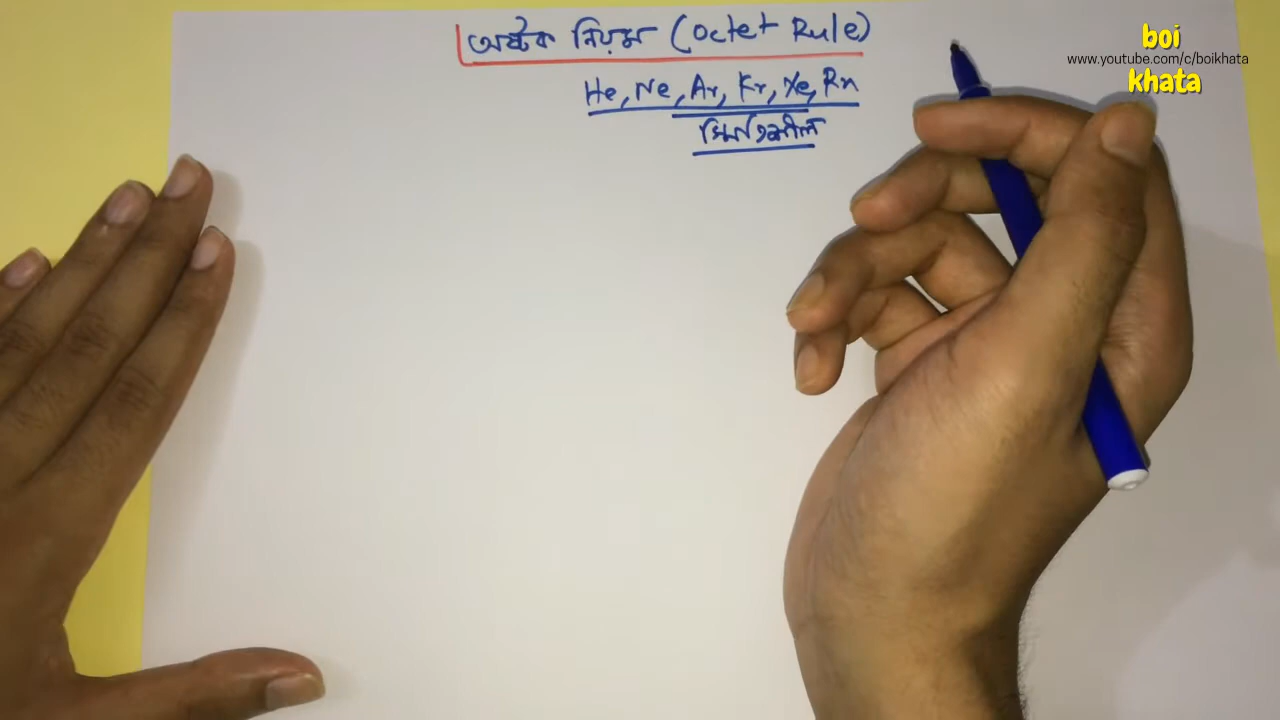 অষ্টক নিয়ম (Octet Rule)
He, Ne, Ar, Kr, Xe, Rn
স্থিতিশীল
boi
www.youtube.com/c/boikhata
khata